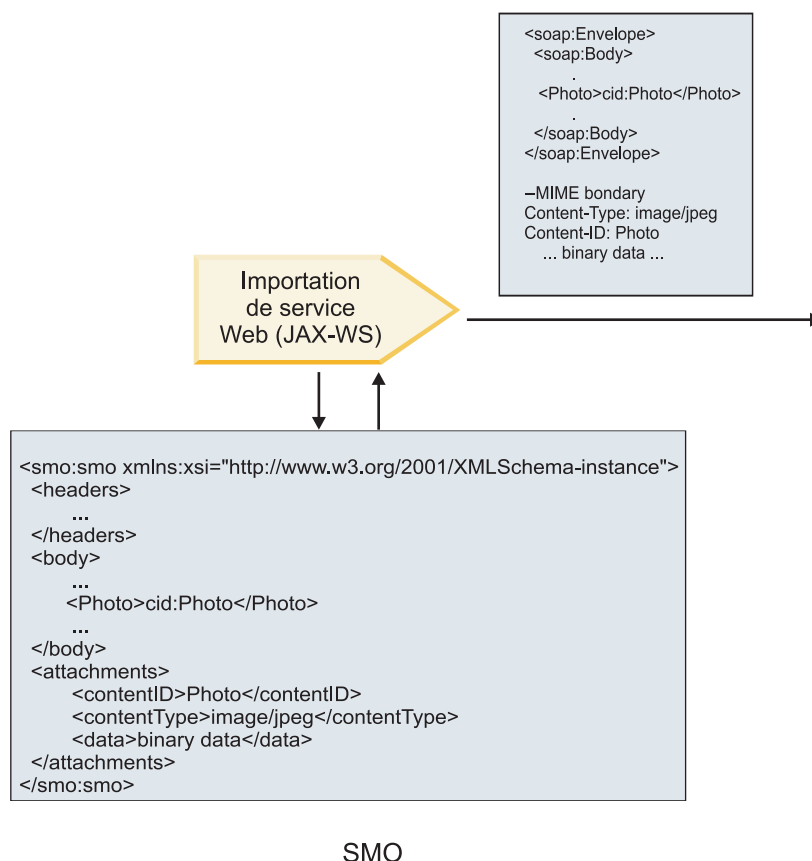 <soap:Envelope>
<soap:Body>
.
<Photo>cid:Photo</Photo>
.
</soap:Body>
</soap:Envelope>
–MIME bondary
Content-Type: image/jpeg
Content-ID: Photo
... binary data ...
Importation
de service
Web (JAX-WS)
<smo:smo xmlns:xsi="http://www.w3.org/2001/XMLSchema-instance">
<headers>
...
</headers>
<body>
...
<Photo>cid:Photo</Photo>
...
</body>
<attachments>
<contentID>Photo</contentID>
<contentType>image/jpeg</contentType>
<data>binary data</data>
</attachments>
</smo:smo>
SMO